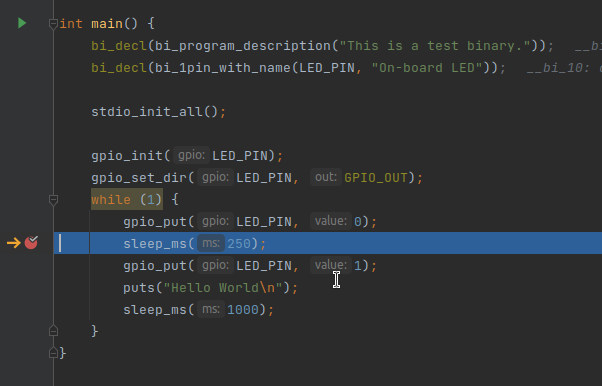 int main() {
bi_decl(bi_program_description("This is a test binary.")); __bi
bi_decl(bi_1pin_with_name(LED_PIN, "On-board LED")); __bi_10: c
stdio_init_all();
gpio_init( gpio: LED_PIN);
gpio_set_dir( gpio: LED_PIN, out: GPIO_OUT);
while (1) {
gpio_put( gpio: LED_PIN, value: 0);
sleep_ms( ms: 250);
gpio_put( gpio: LED_PIN, value: 1);
puts("Hello World\n");
sleep_ms( ms: 1000);
}
}